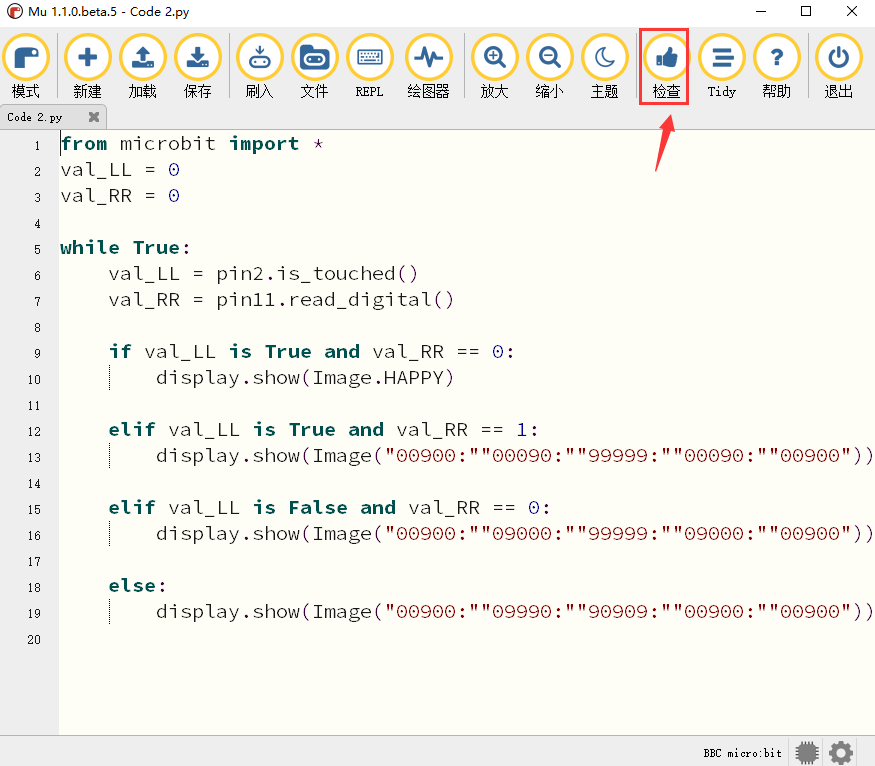 Mu 1.1.0.beta.5 - Code 2.py
模式 新建 加载 保存 刷入 文件 REPL 绘图器 放大 缩小 主题 检查 Tidy 帮助 退出
Code 2.py
1 from microbit import *
2 val_LL = 0
3 val_RR = 0
4
5 while True:
6     val_LL = pin2.is_touched()
7     val_RR = pin11.read_digital()
8
9     if val_LL is True and val_RR == 0:
10         display.show(Image.HAPPY)
11
12     elif val_LL is True and val_RR == 1:
13         display.show(Image("00900:""00090:""99999:""00090:""00900"))
14
15     elif val_LL is False and val_RR == 0:
16         display.show(Image("00900:""09000:""99999:""09000:""00900"))
17
18     else:
19         display.show(Image("00900:""09990:""90909:""00900:""00900"))
20
BBC micro:bit